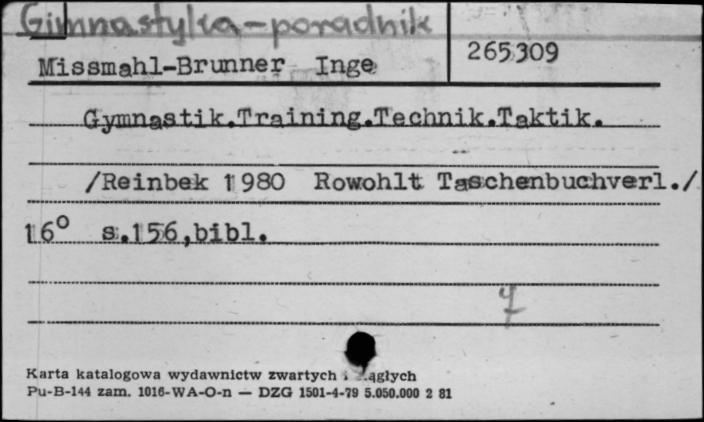 Gimnastyka-poradnik
Missmahl-Brunner Inge 265309
Gymnastik.Training.Technik.Taktik.
/Reinbek 1980 Rowohlt Taschenbuchverl./
16° s.156,bibl.
4
Karta katalogowa wydawnictw zwartych i
Pu-B-144 zam. 1016-WA-O-n — DZG 1501-4-79 5.050.000 2 81